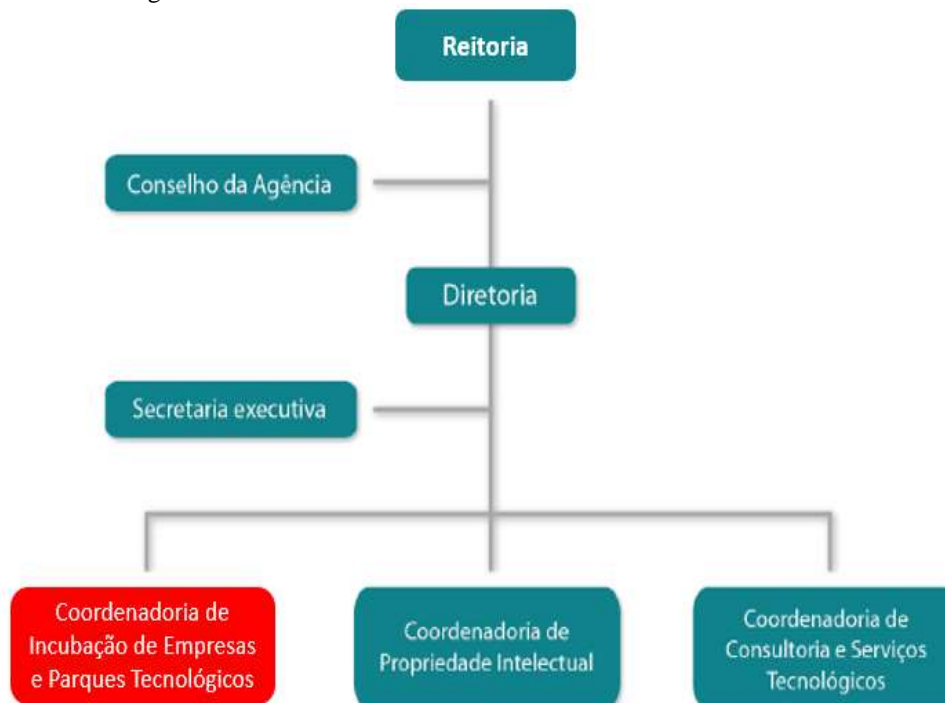 Reitoria
Conselho da Agência
Diretoria
Secretaria executiva
Coordenadoria de
Incubação de Empresas
e Parques Tecnológicos
Coordenadoria de
Propriedade Intelectual
Coordenadoria de
Consultoria e Serviços
Tecnológicos